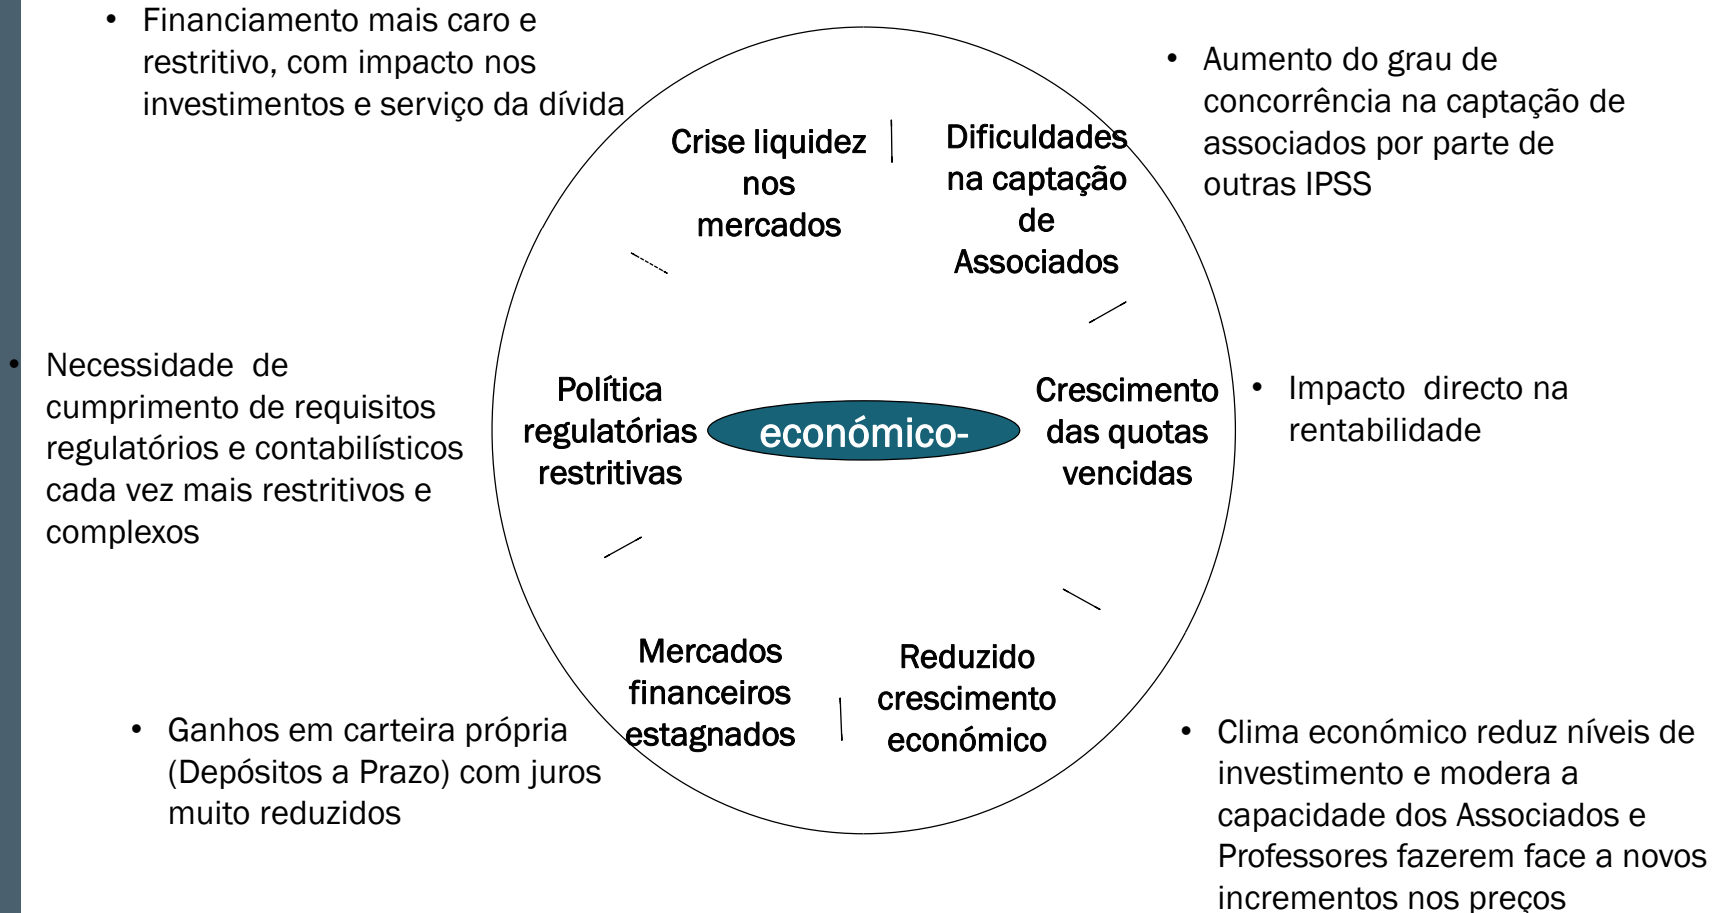 • Financiamento mais caro e
restritivo, com impacto nos
investimentos e serviço da dívida
• Aumento do grau de
concorrência na captação de
associados por parte de
outras IPSS
Crise liquidez
nos
mercados
Dificuldades
na captação
de
Associados
• Necessidade de
cumprimento de requisitos
regulatórios e contabilísticos
cada vez mais restritivos e
complexos
Política
regulatórias
restritivas
económico-
Crescimento
das quotas
vencidas
• Impacto directo na
rentabilidade
Mercados
financeiros
estagnados
Reduzido
crescimento
económico
• Ganhos em carteira própria
(Depósitos a Prazo) com juros
muito reduzidos
• Clima económico reduz níveis de
investimento e modera a
capacidade dos Associados e
Professores fazerem face a novos
incrementos nos preços